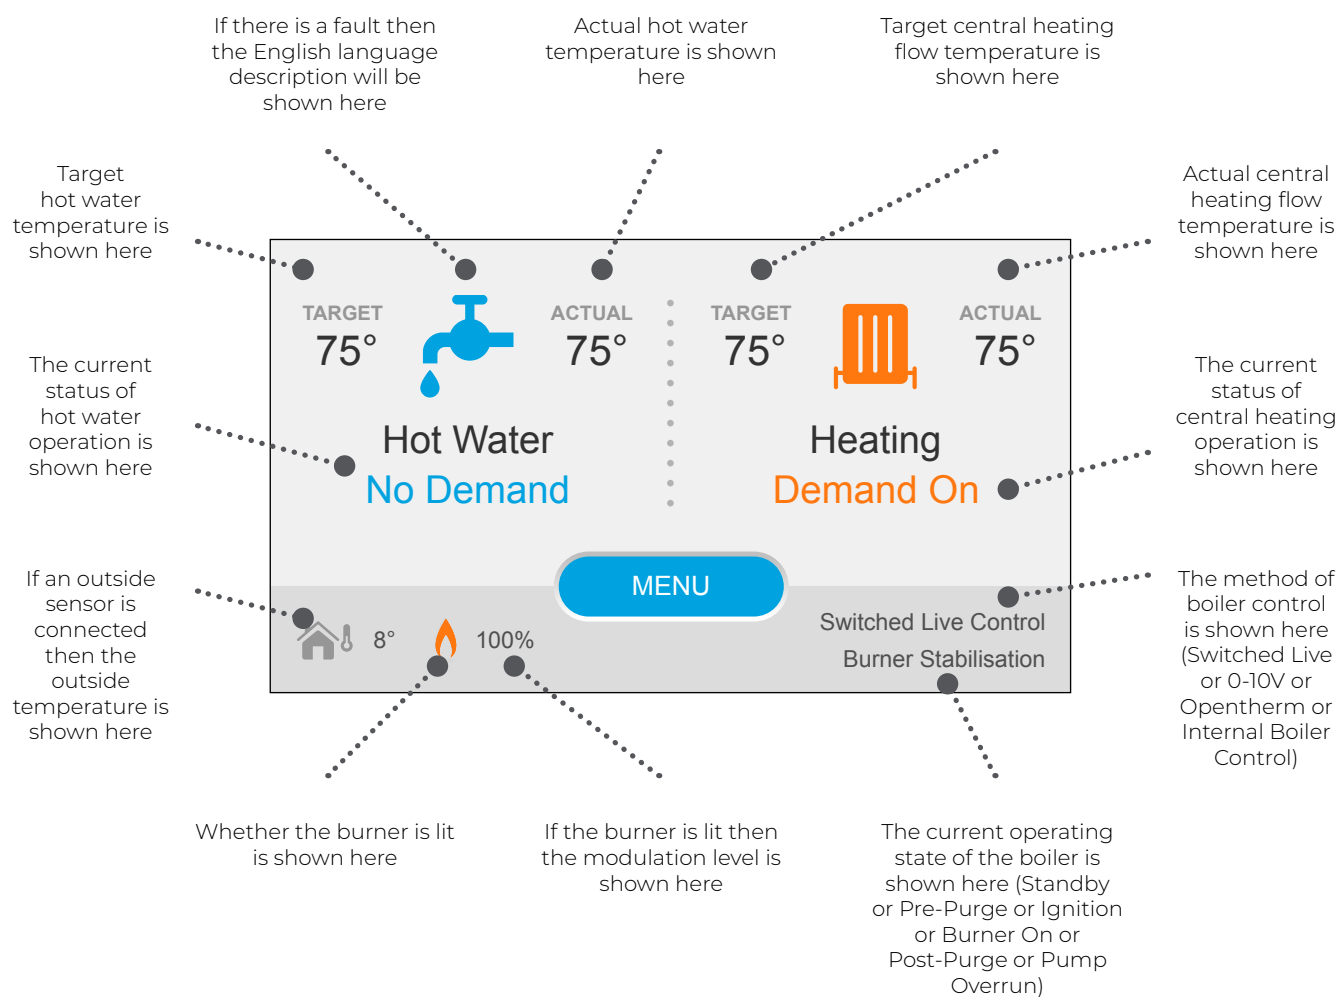 If there is a fault then
the English language
description will be
shown here
Actual hot water
temperature is shown
here
Target central heating
flow temperature is
shown here
Target
hot water
temperature is
shown here
Actual central
heating flow
temperature is
shown here
TARGET
75°
ACTUAL
75°
TARGET
75°
ACTUAL
75°
The current
status of
hot water
operation is
shown here
The current
status of
central heating
operation is
shown here
Hot Water
No Demand
Heating
Demand On
MENU
If an outside
sensor is
connected
then the
outside
temperature is
shown here
8°
100%
Switched Live Control
Burner Stabilisation
The method of
boiler control
is shown here
(Switched Live
or 0-10V or
Opentherm or
Internal Boiler
Control)
Whether the burner is lit
is shown here
If the burner is lit then
the modulation level is
shown here
The current operating
state of the boiler is
shown here (Standby
or Pre-Purge or Ignition
or Burner On or
Post-Purge or Pump
Overrun)